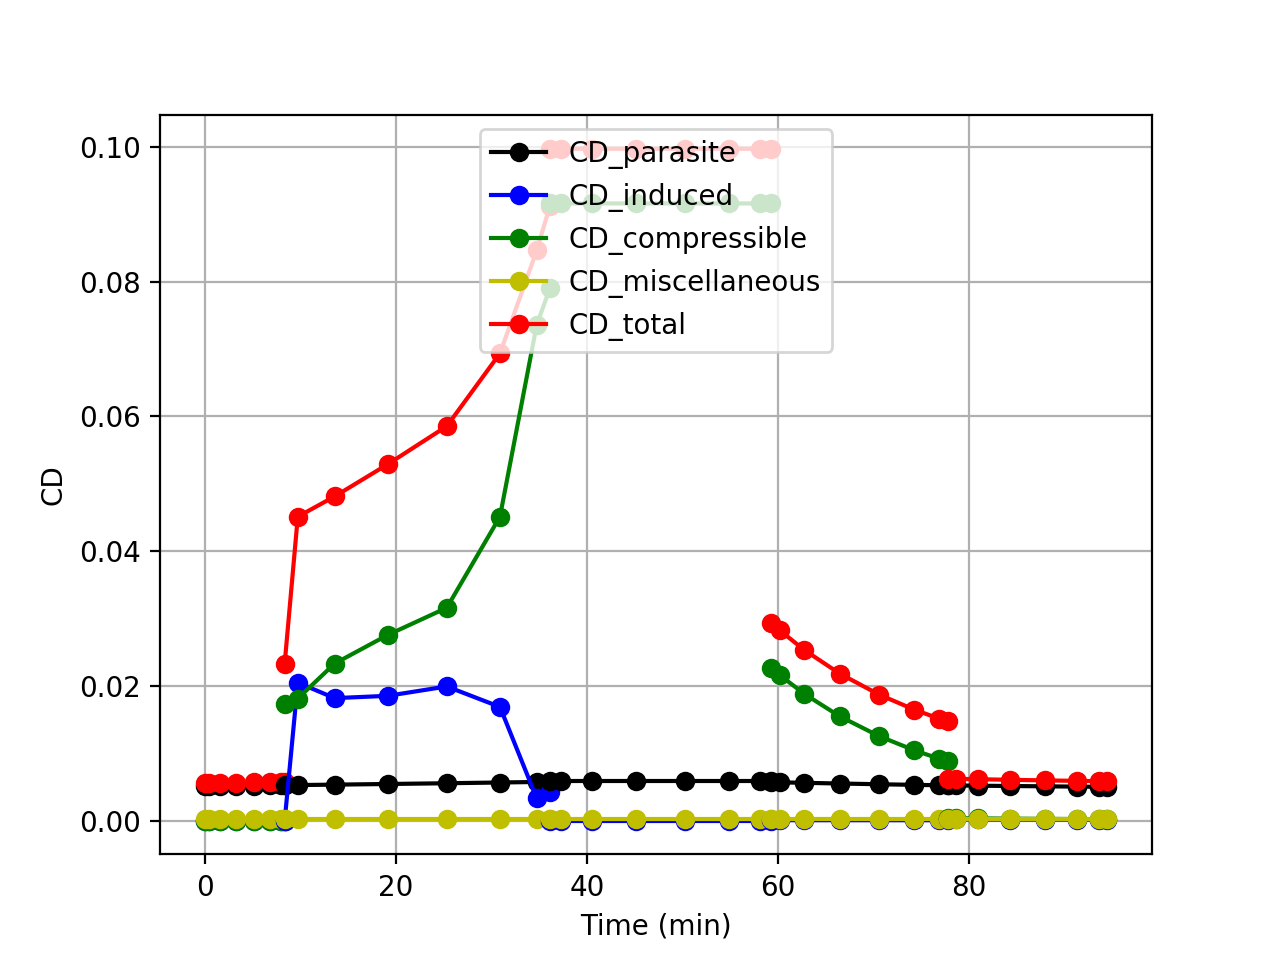 0.10
0.08
0.06
0.04
0.02
0.00
CD
CD_parasite
CD_induced
CD_compressible
CD_miscellaneous
CD_total
0 20 40 60 80
Time (min)